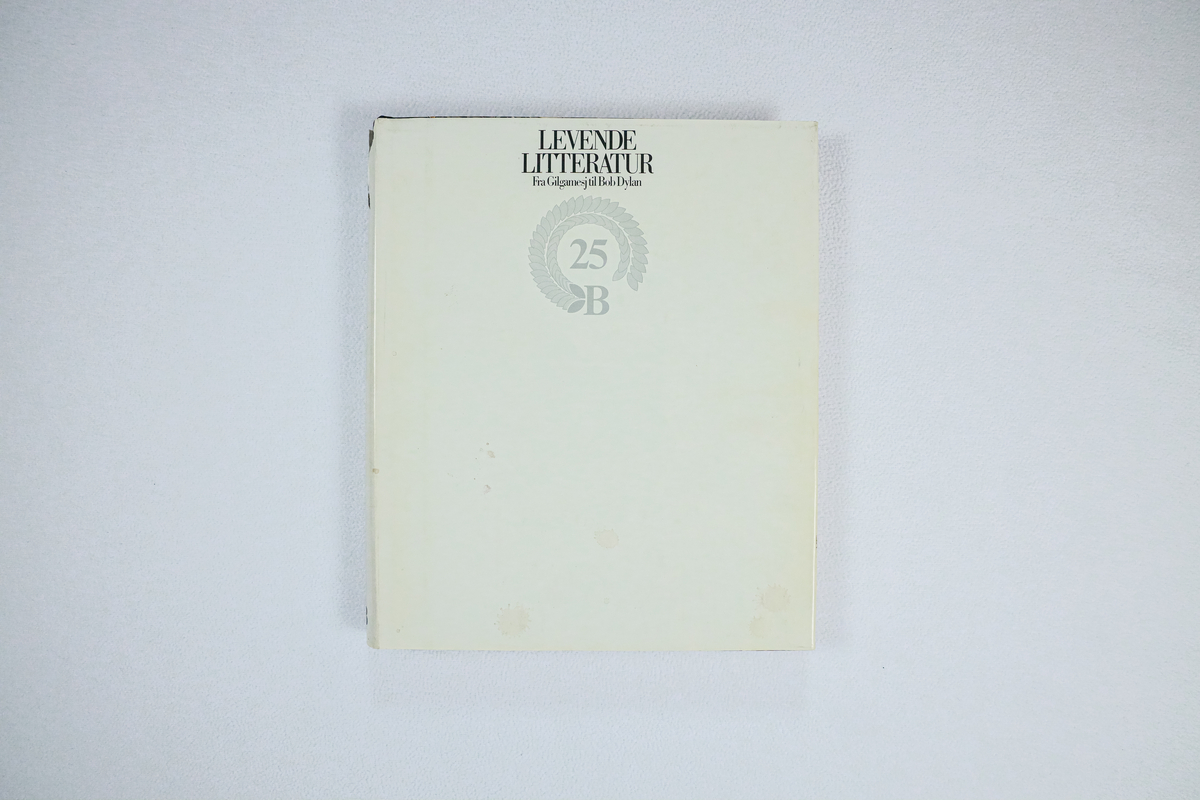 LEVENDE
LITTERATUR
Fra Gilgamesj til Bob Dylan
25
B